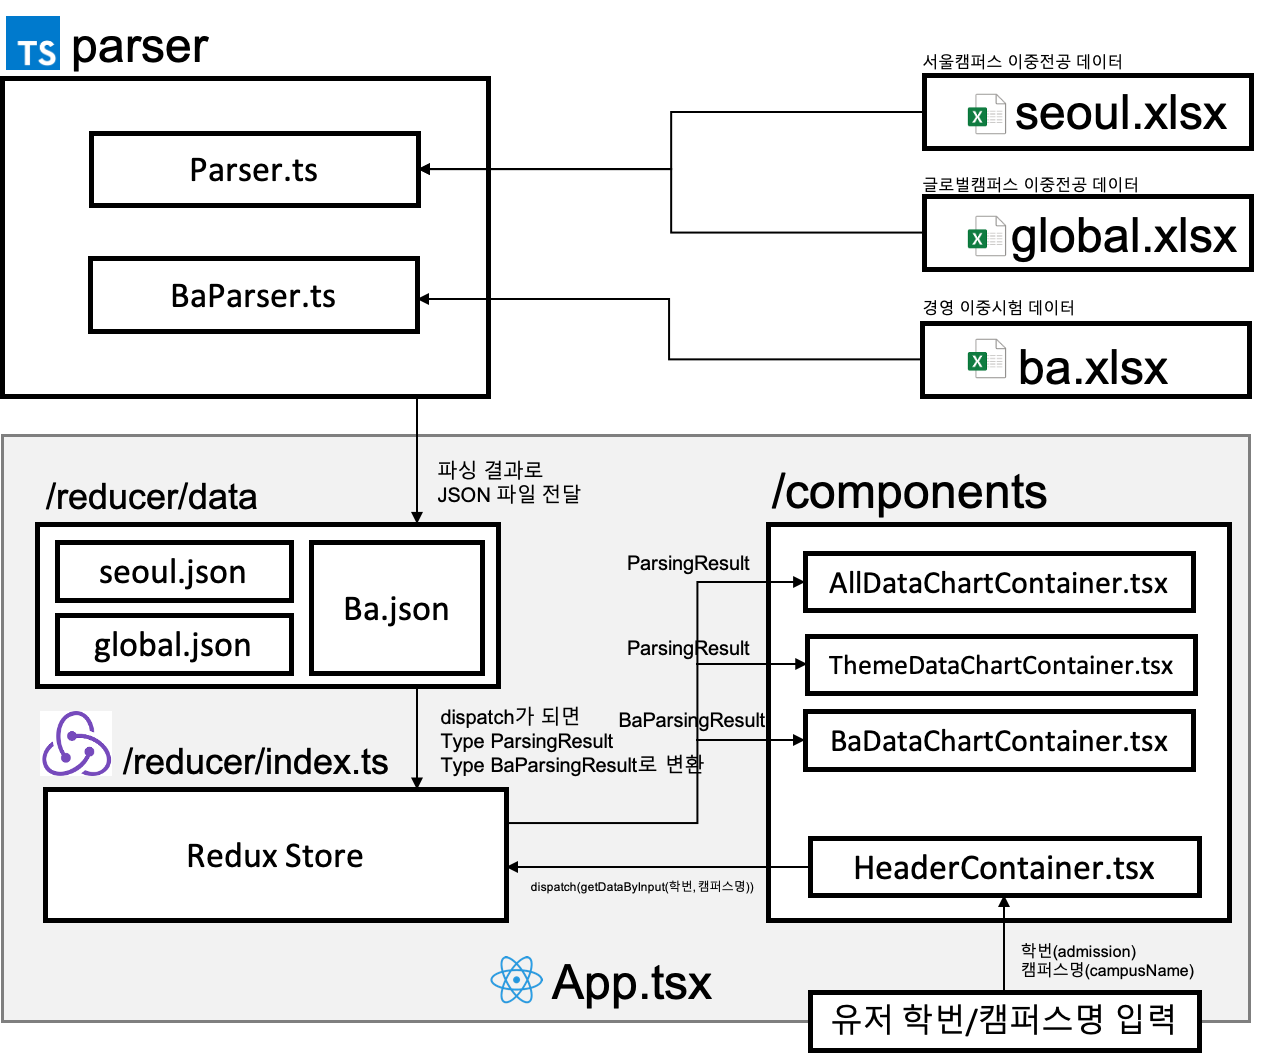 TS parser
Parser.ts
BaParser.ts
서울캠퍼스 이중전공 데이터
X seoul.xlsx
글로벌캠퍼스 이중전공 데이터
X global.xlsx
경영 이중시험 데이터
X ba.xlsx
파싱 결과로
JSON 파일 전달
/reducer/data
seoul.json
global.json
Ba.json
dispatch가 되면
Type ParsingResult
Type BaParsingResult로 변환
/reducer/index.ts
Redux Store
/components
ParsingResult
AllDataChartContainer.tsx
ParsingResult
ThemeDataChartContainer.tsx
BaParsingResult
BaDataChartContainer.tsx
HeaderContainer.tsx
dispatch(getDataByInput(학번, 캠퍼스명))
학번(admission)
캠퍼스명(campusName)
App.tsx
유저 학번/캠퍼스명 입력